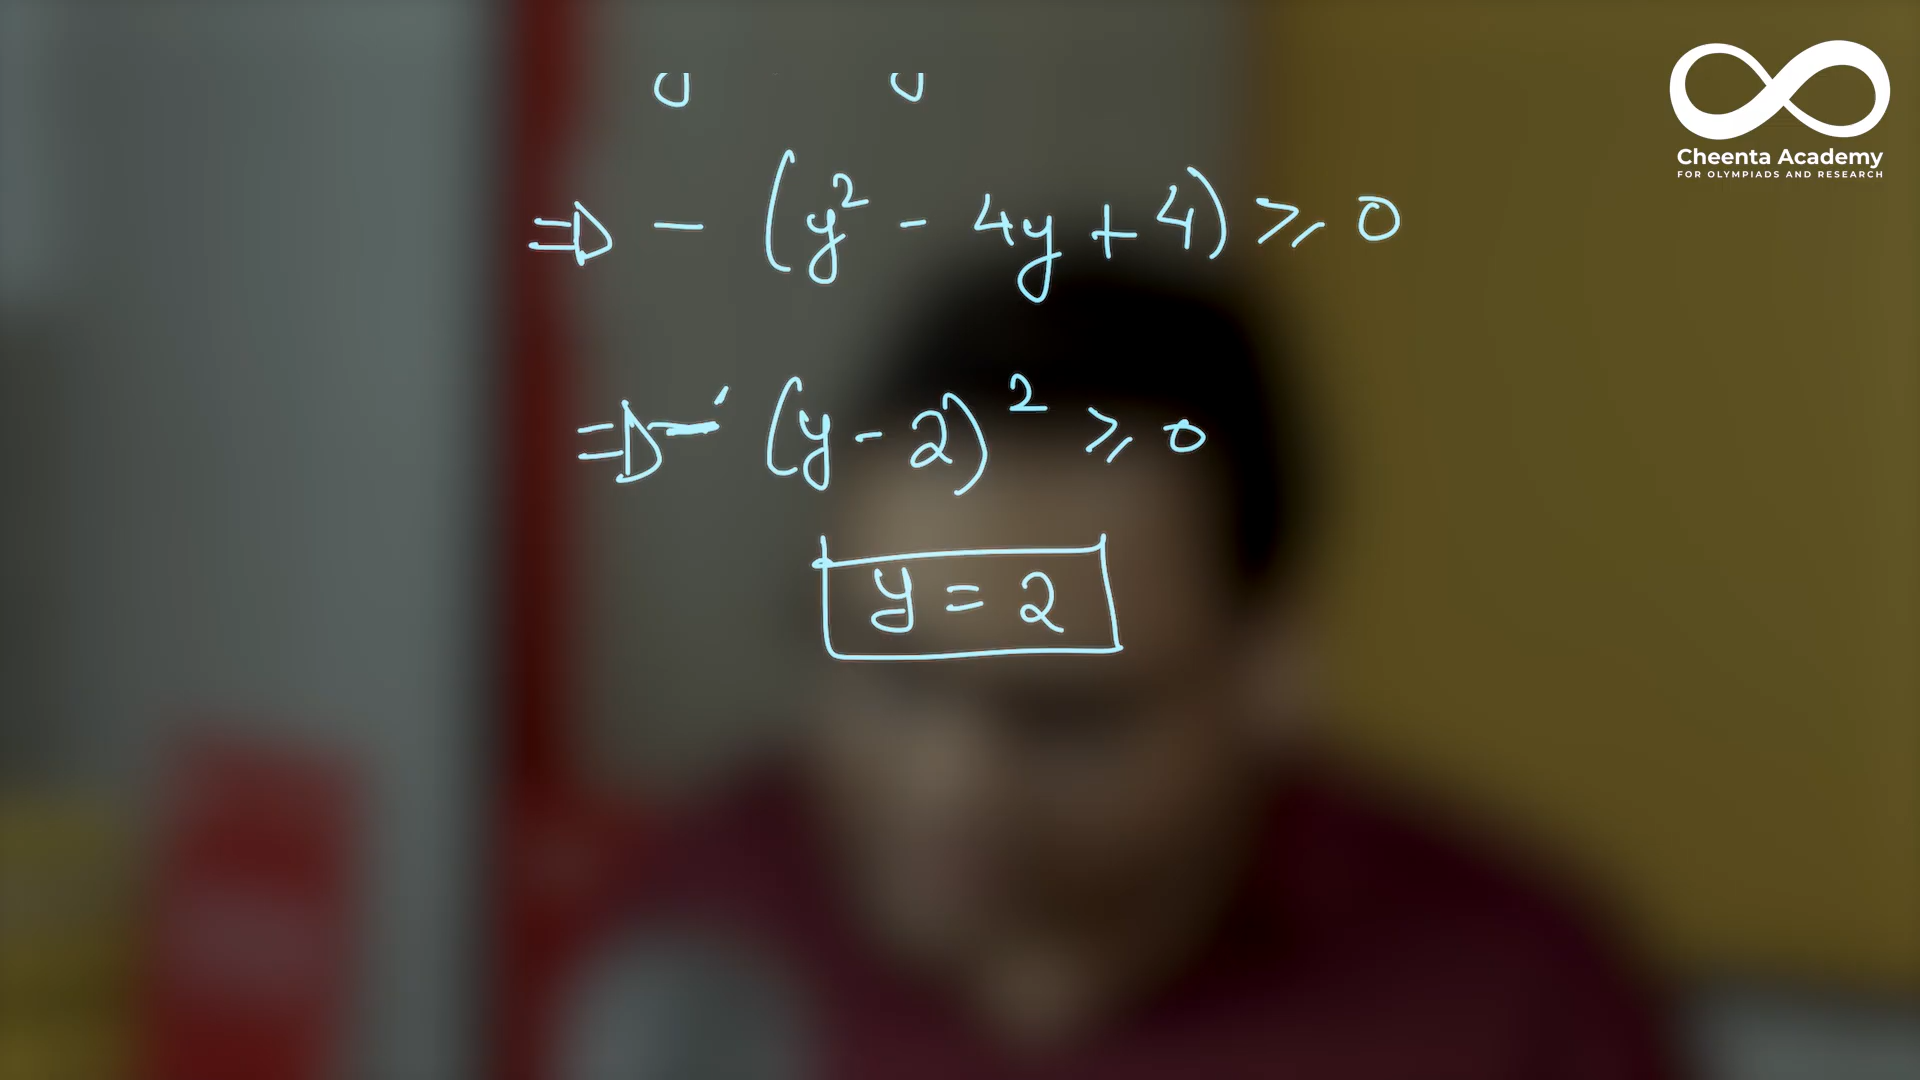 Cheenta Academy
FOR OLYMPIADS AND RESEARCH
⇒ - (y² - 4y + 4) ⩾ 0
⇒ - (y - 2)² ⩾ 0
y = 2